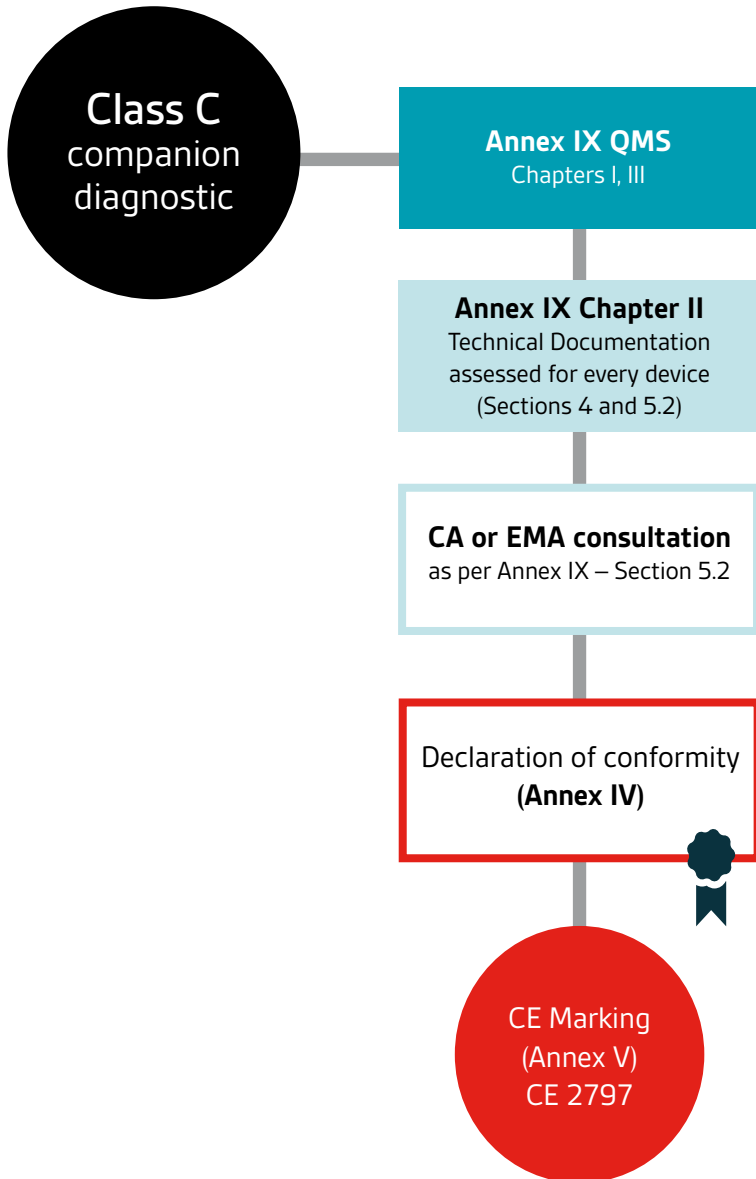 Class C
companion
diagnostic
Annex IX QMS
Chapters I, III
Annex IX Chapter II
Technical Documentation
assessed for every device
(Sections 4 and 5.2)
CA or EMA consultation
as per Annex IX – Section 5.2
Declaration of conformity
(Annex IV)
CE Marking
(Annex V)
CE 2797